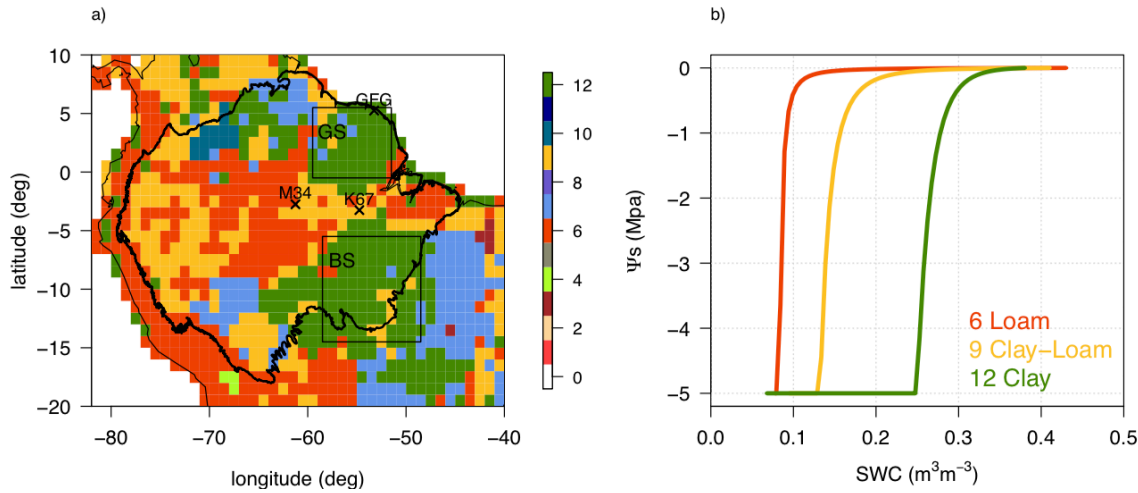 a)
10
5
0
−5
−10
−15
−20
latitude (deg)
GFG
GS
M34
K67
BS
−80
−70
−60
−50
−40
longitude (deg)
12
10
8
6
4
2
0
b)
0
−1
−2
−3
−4
−5
Ψs (Mpa)
6 Loam
9 Clay−Loam
12 Clay
0.0
0.1
0.2
0.3
0.4
0.5
SWC (m³m⁻³)